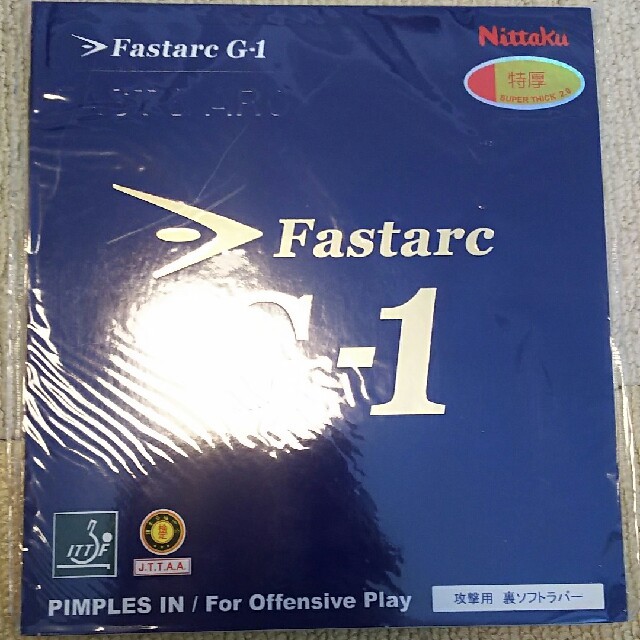 Fastarc G-1
Nittaku
特厚
SUPER THICK 2.0
Fastarc
G-1
ITTF
J.T.T.A.A.
PIMPLES IN / For Offensive Play
攻撃用 裏ソフトラバー